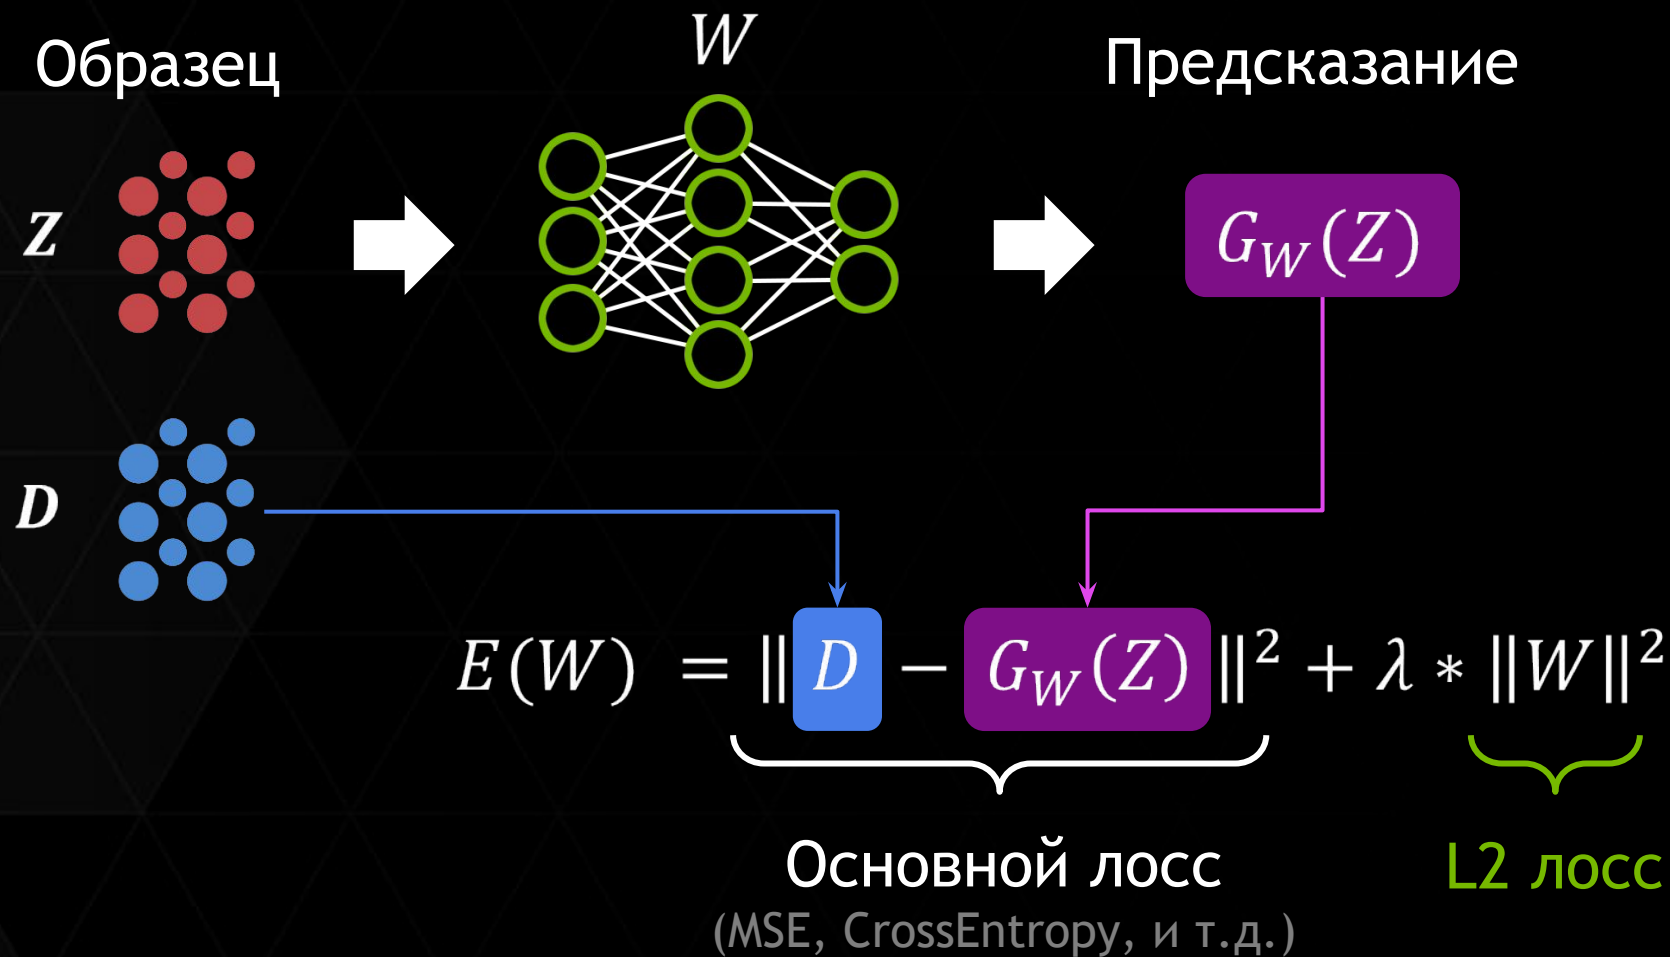 Образец
W
Предсказание
Z
G_W(Z)
D
E(W) = ||D − G_W(Z)||² + λ * ||W||²
Основной лосс
L2 лосс
(MSE, CrossEntropy, и т.д.)